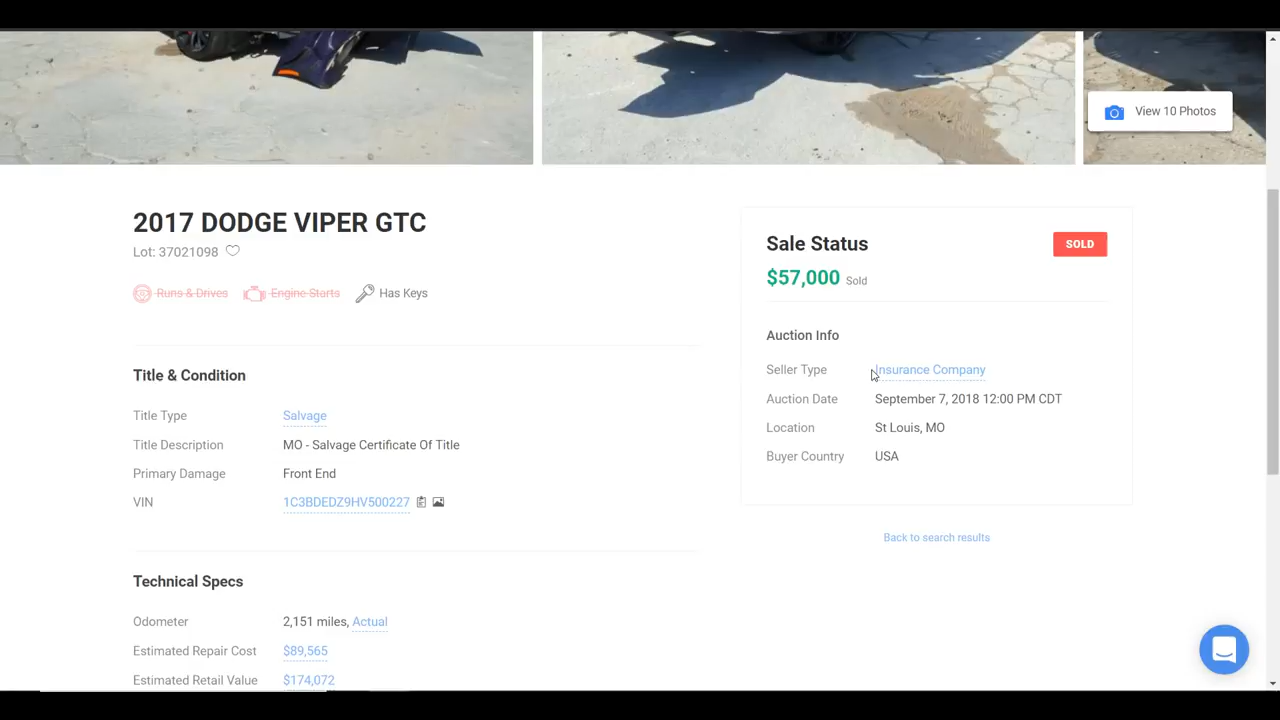 View 10 Photos
2017 DODGE VIPER GTC
Lot: 37021098
Runs & Drives Engine Starts Has Keys
Title & Condition
Title Type Salvage
Title Description MO - Salvage Certificate Of Title
Primary Damage Front End
VIN 1C3BDEDZ9HV500227
Technical Specs
Odometer 2,151 miles, Actual
Estimated Repair Cost $89,565
Estimated Retail Value $174,072
Sale Status SOLD
$57,000 Sold
Auction Info
Seller Type Insurance Company
Auction Date September 7, 2018 12:00 PM CDT
Location St Louis, MO
Buyer Country USA
Back to search results